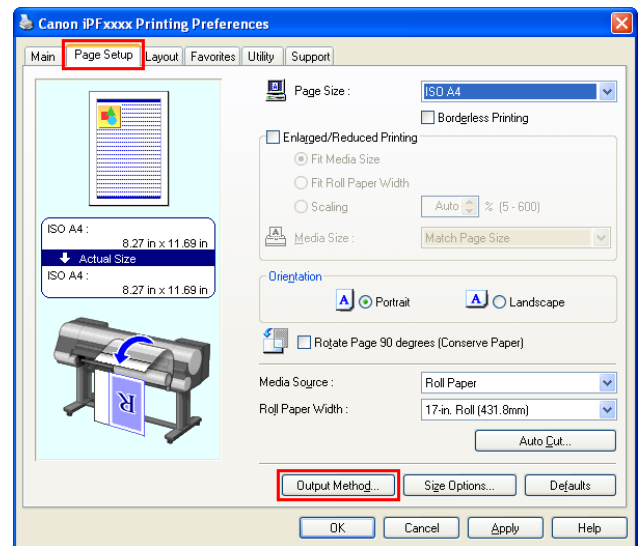 Canon iPFxxxx Printing Preferences
Main Page Setup Layout Favorites Utility Support
Page Size : ISO A4
Borderless Printing
Enlarged/Reduced Printing
Fit Media Size
Fit Roll Paper Width
Scaling Auto % (5 - 600)
Media Size : Match Page Size
ISO A4 :
8.27 in x 11.69 in
Actual Size
ISO A4 :
8.27 in x 11.69 in
Orientation
A Portrait A Landscape
Rotate Page 90 degrees (Conserve Paper)
Media Source : Roll Paper
Roll Paper Width : 17-in. Roll (431.8mm)
Auto Cut...
Output Method... Size Options... Defaults
OK Cancel Apply Help